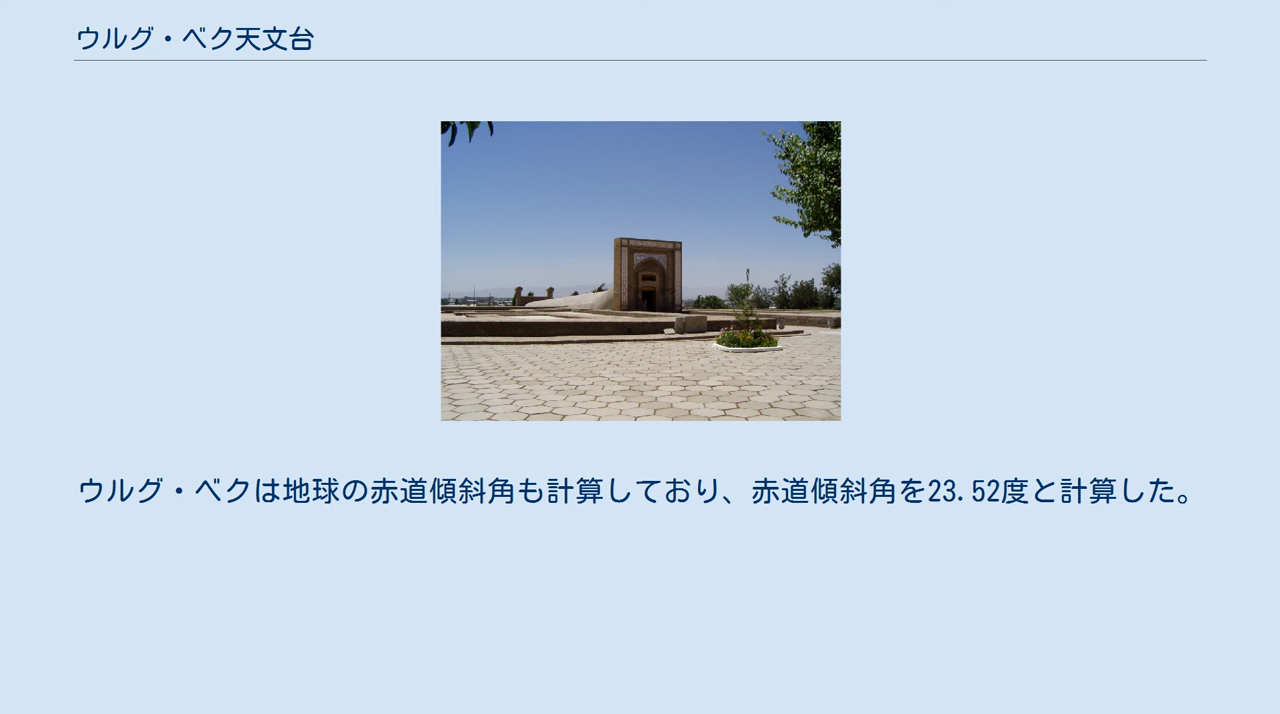 ウルグ・ベク天文台
ウルグ・ベクは地球の赤道傾斜角も計算しており、赤道傾斜角を23.52度と計算した。